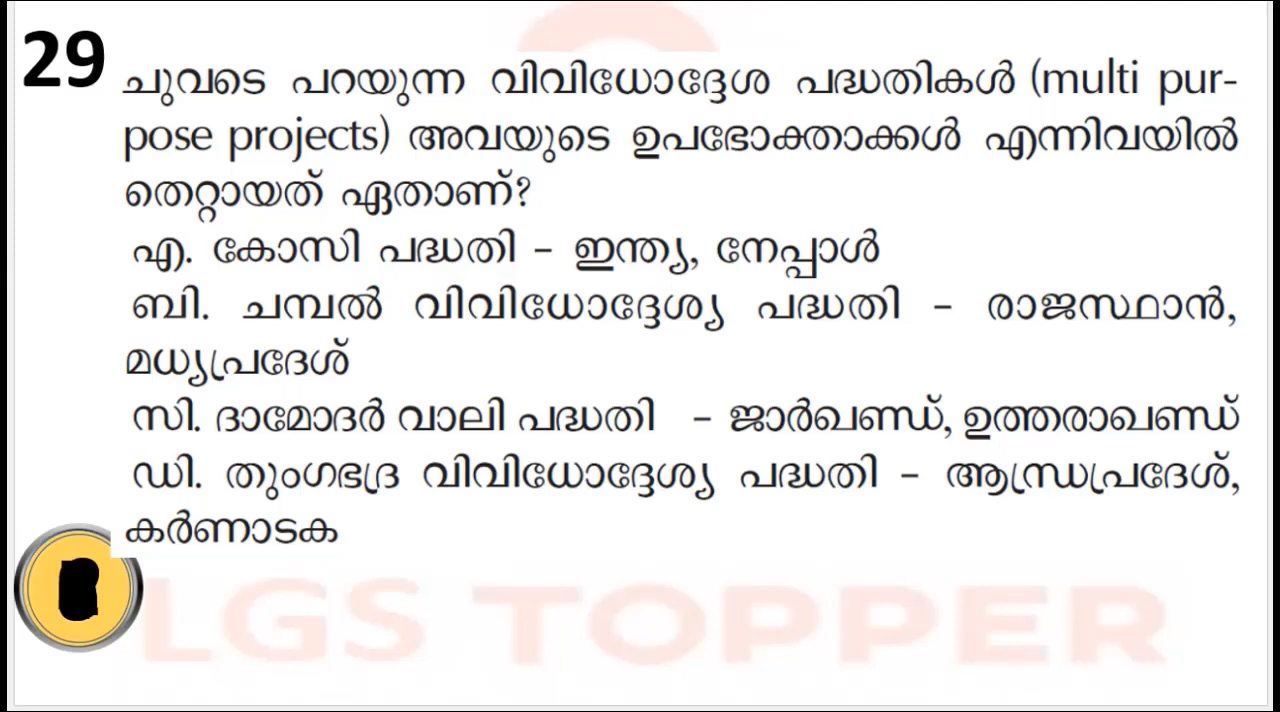 29
ചുവടെ പറയുന്ന വിവിധോദ്ദേശ പദ്ധതികൾ (multi pur-
pose projects) അവയുടെ ഉപഭോക്താക്കൾ എന്നിവയിൽ
തെറ്റായത് ഏതാണ്?
എ. കോസി പദ്ധതി – ഇന്ത്യ, നേപ്പാൾ
ബി. ചമ്പൽ വിവിധോദ്ദേശ്യ പദ്ധതി – രാജസ്ഥാൻ,
മധ്യപ്രദേശ്
സി. ദാമോദർ വാലി പദ്ധതി – ജാർഖണ്ഡ്, ഉത്തരാഖണ്ഡ്
ഡി. തുംഗഭദ്ര വിവിധോദ്ദേശ്യ പദ്ധതി – ആന്ധ്രപ്രദേശ്,
കർണാടക
LGS TOPPER